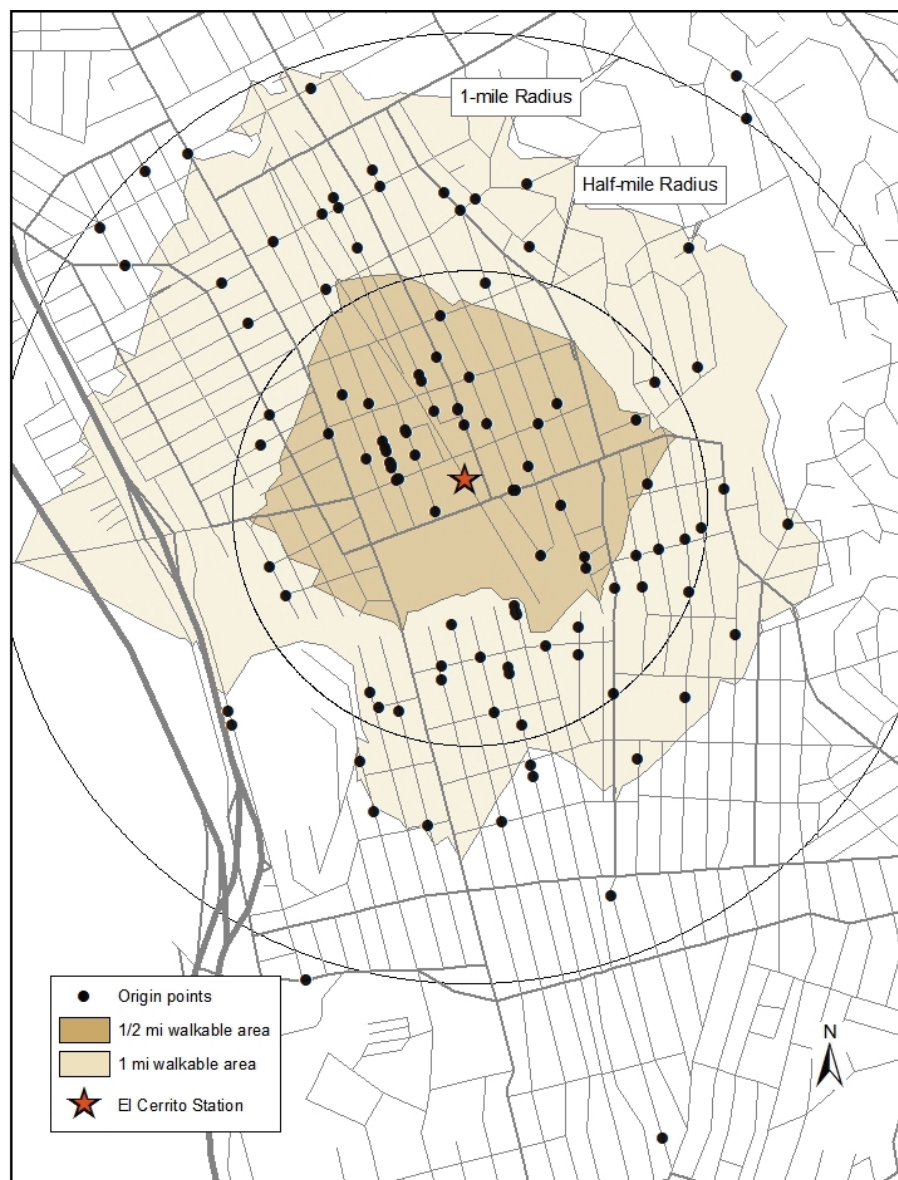 1-mile Radius
Half-mile Radius
Origin points
1/2 mi walkable area
1 mi walkable area
El Cerrito Station
N